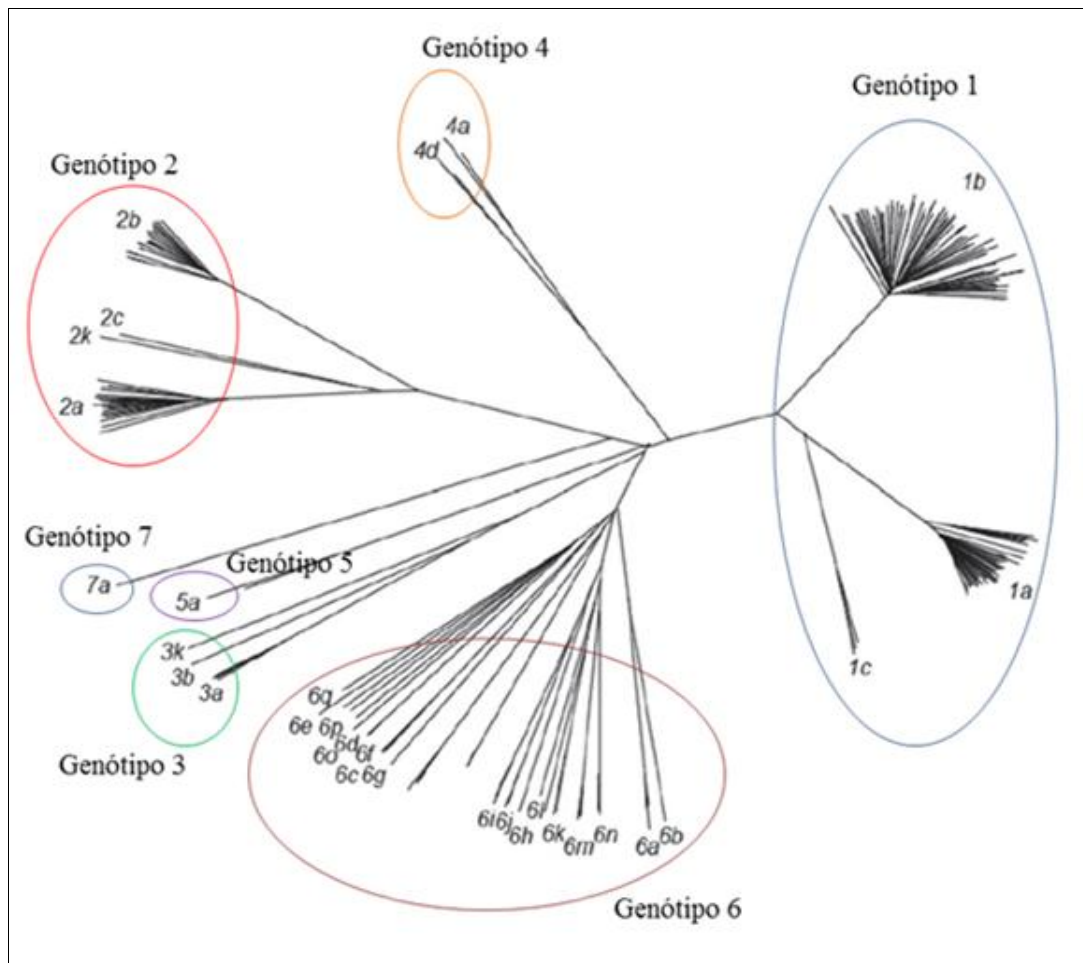 Genótipo 4
4a
4d
Genótipo 1
1b
1a
1c
Genótipo 2
2b
2c
2k
2a
Genótipo 7
7a
Genótipo 5
5a
3k
3b
3a
Genótipo 3
6q
6e 6p
6d 6f
6o
6c 6g
6i 6j 6l
6h 6k 6n
6m 6a 6b
Genótipo 6